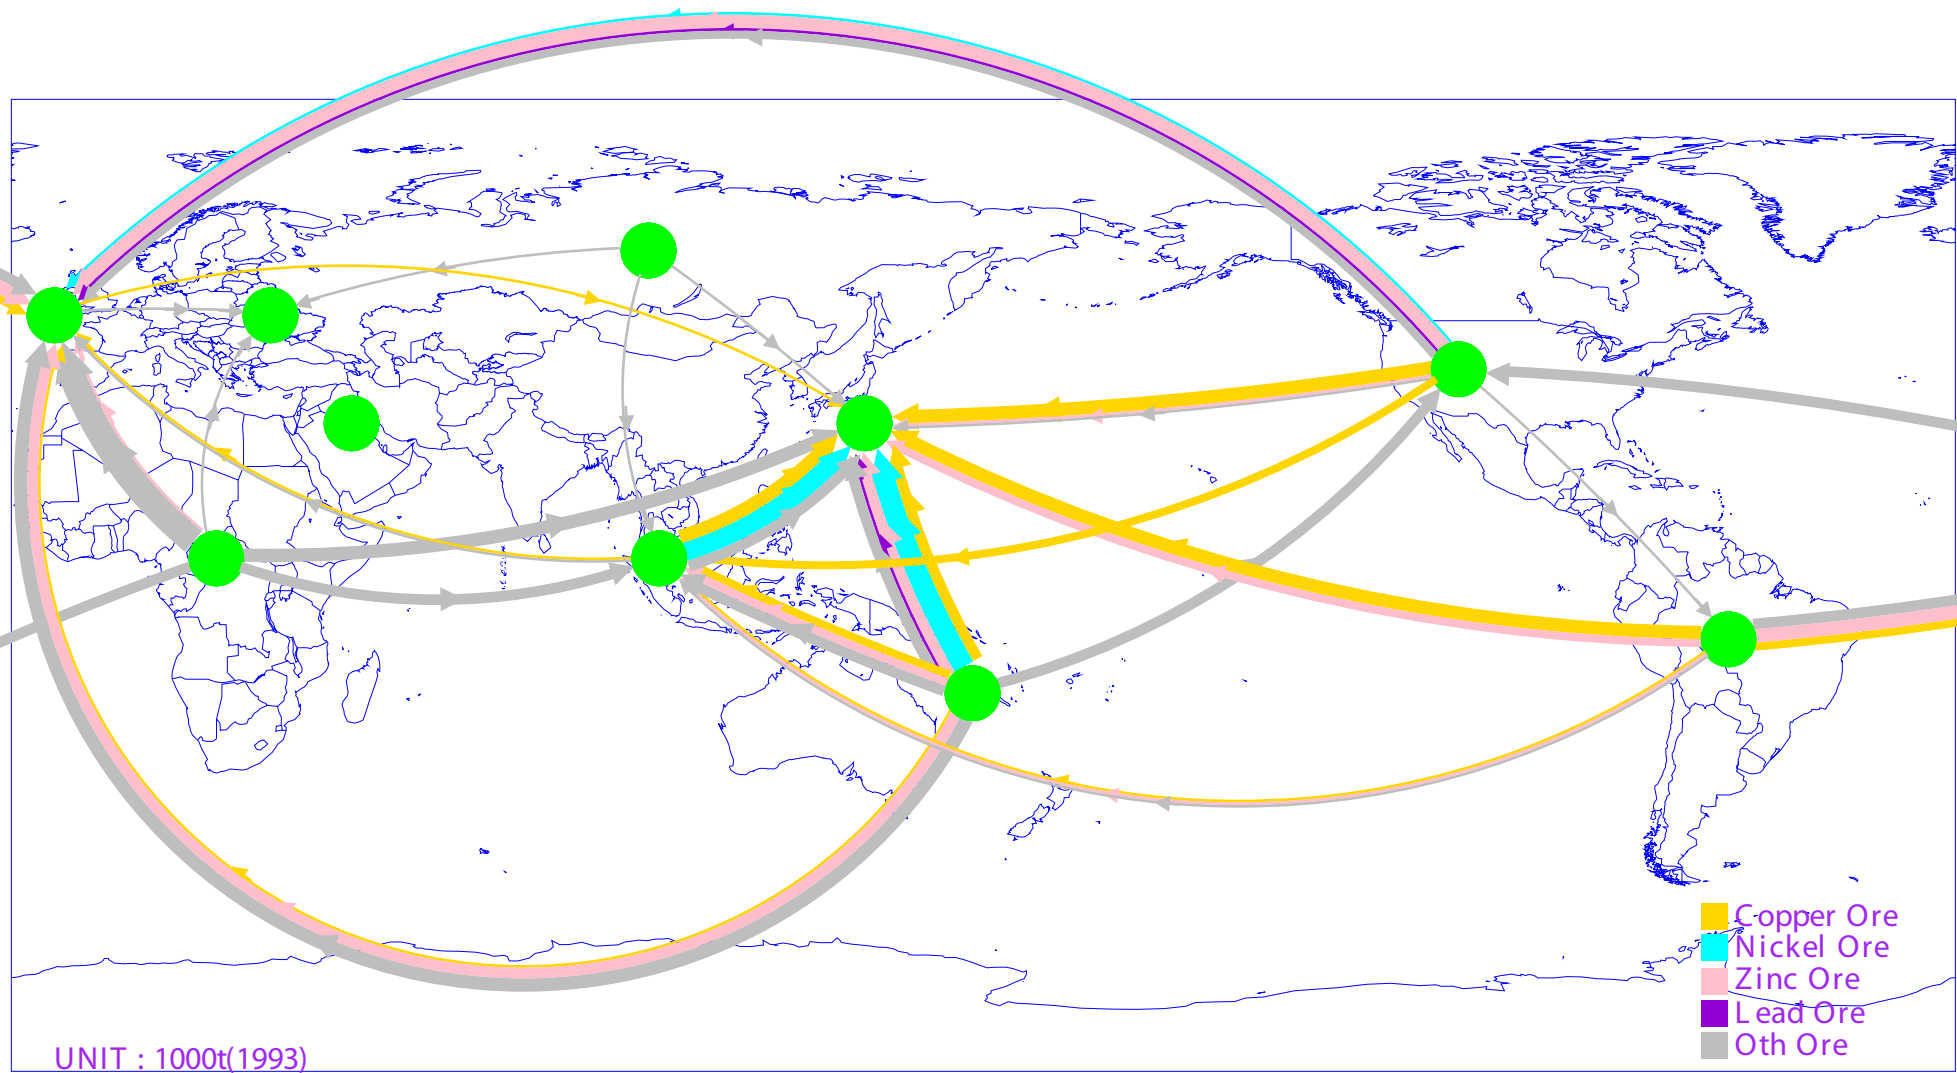 Copper Ore
Nickel Ore
Zinc Ore
Lead Ore
Oth Ore
UNIT : 1000t(1993)